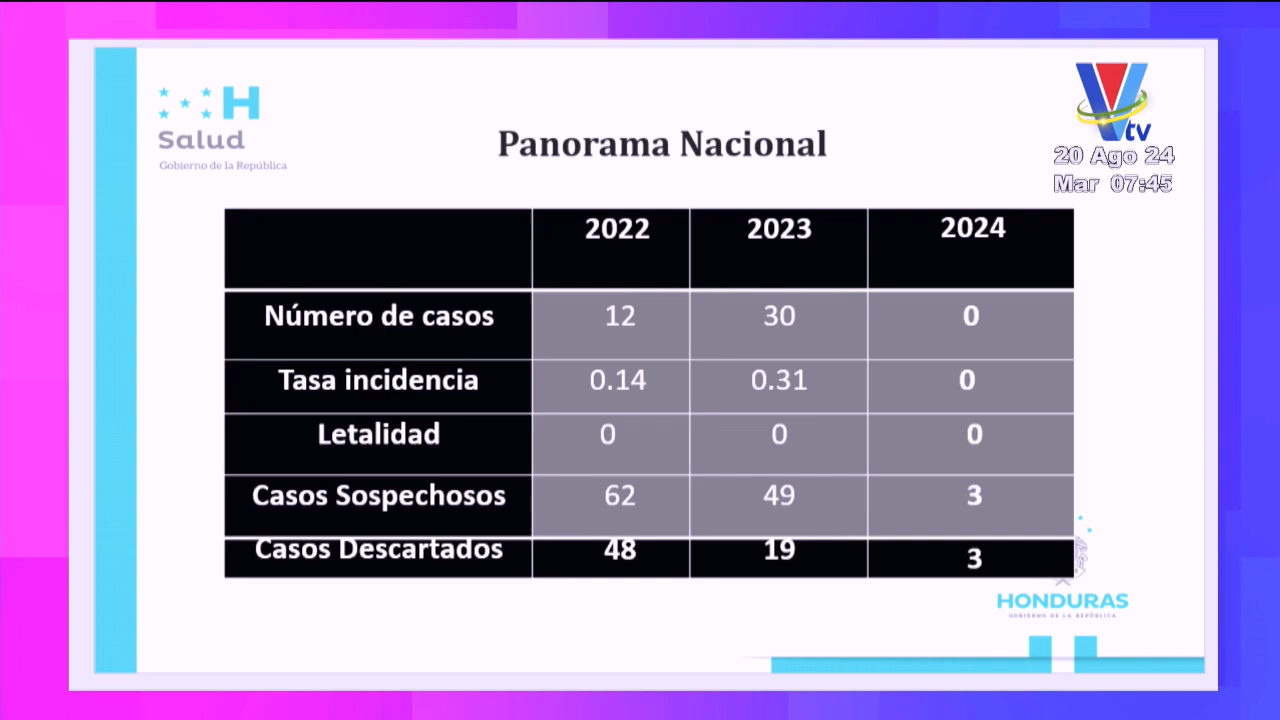 H
Salud
Gobierno de la República
Panorama Nacional
V tv
20 Ago 24
Mar 07:45
2022 2023 2024
Número de casos 12 30 0
Tasa incidencia 0.14 0.31 0
Letalidad 0 0 0
Casos Sospechosos 62 49 3
Casos Descartados 48 19 3
HONDURAS
GOBIERNO DE LA REPÚBLICA